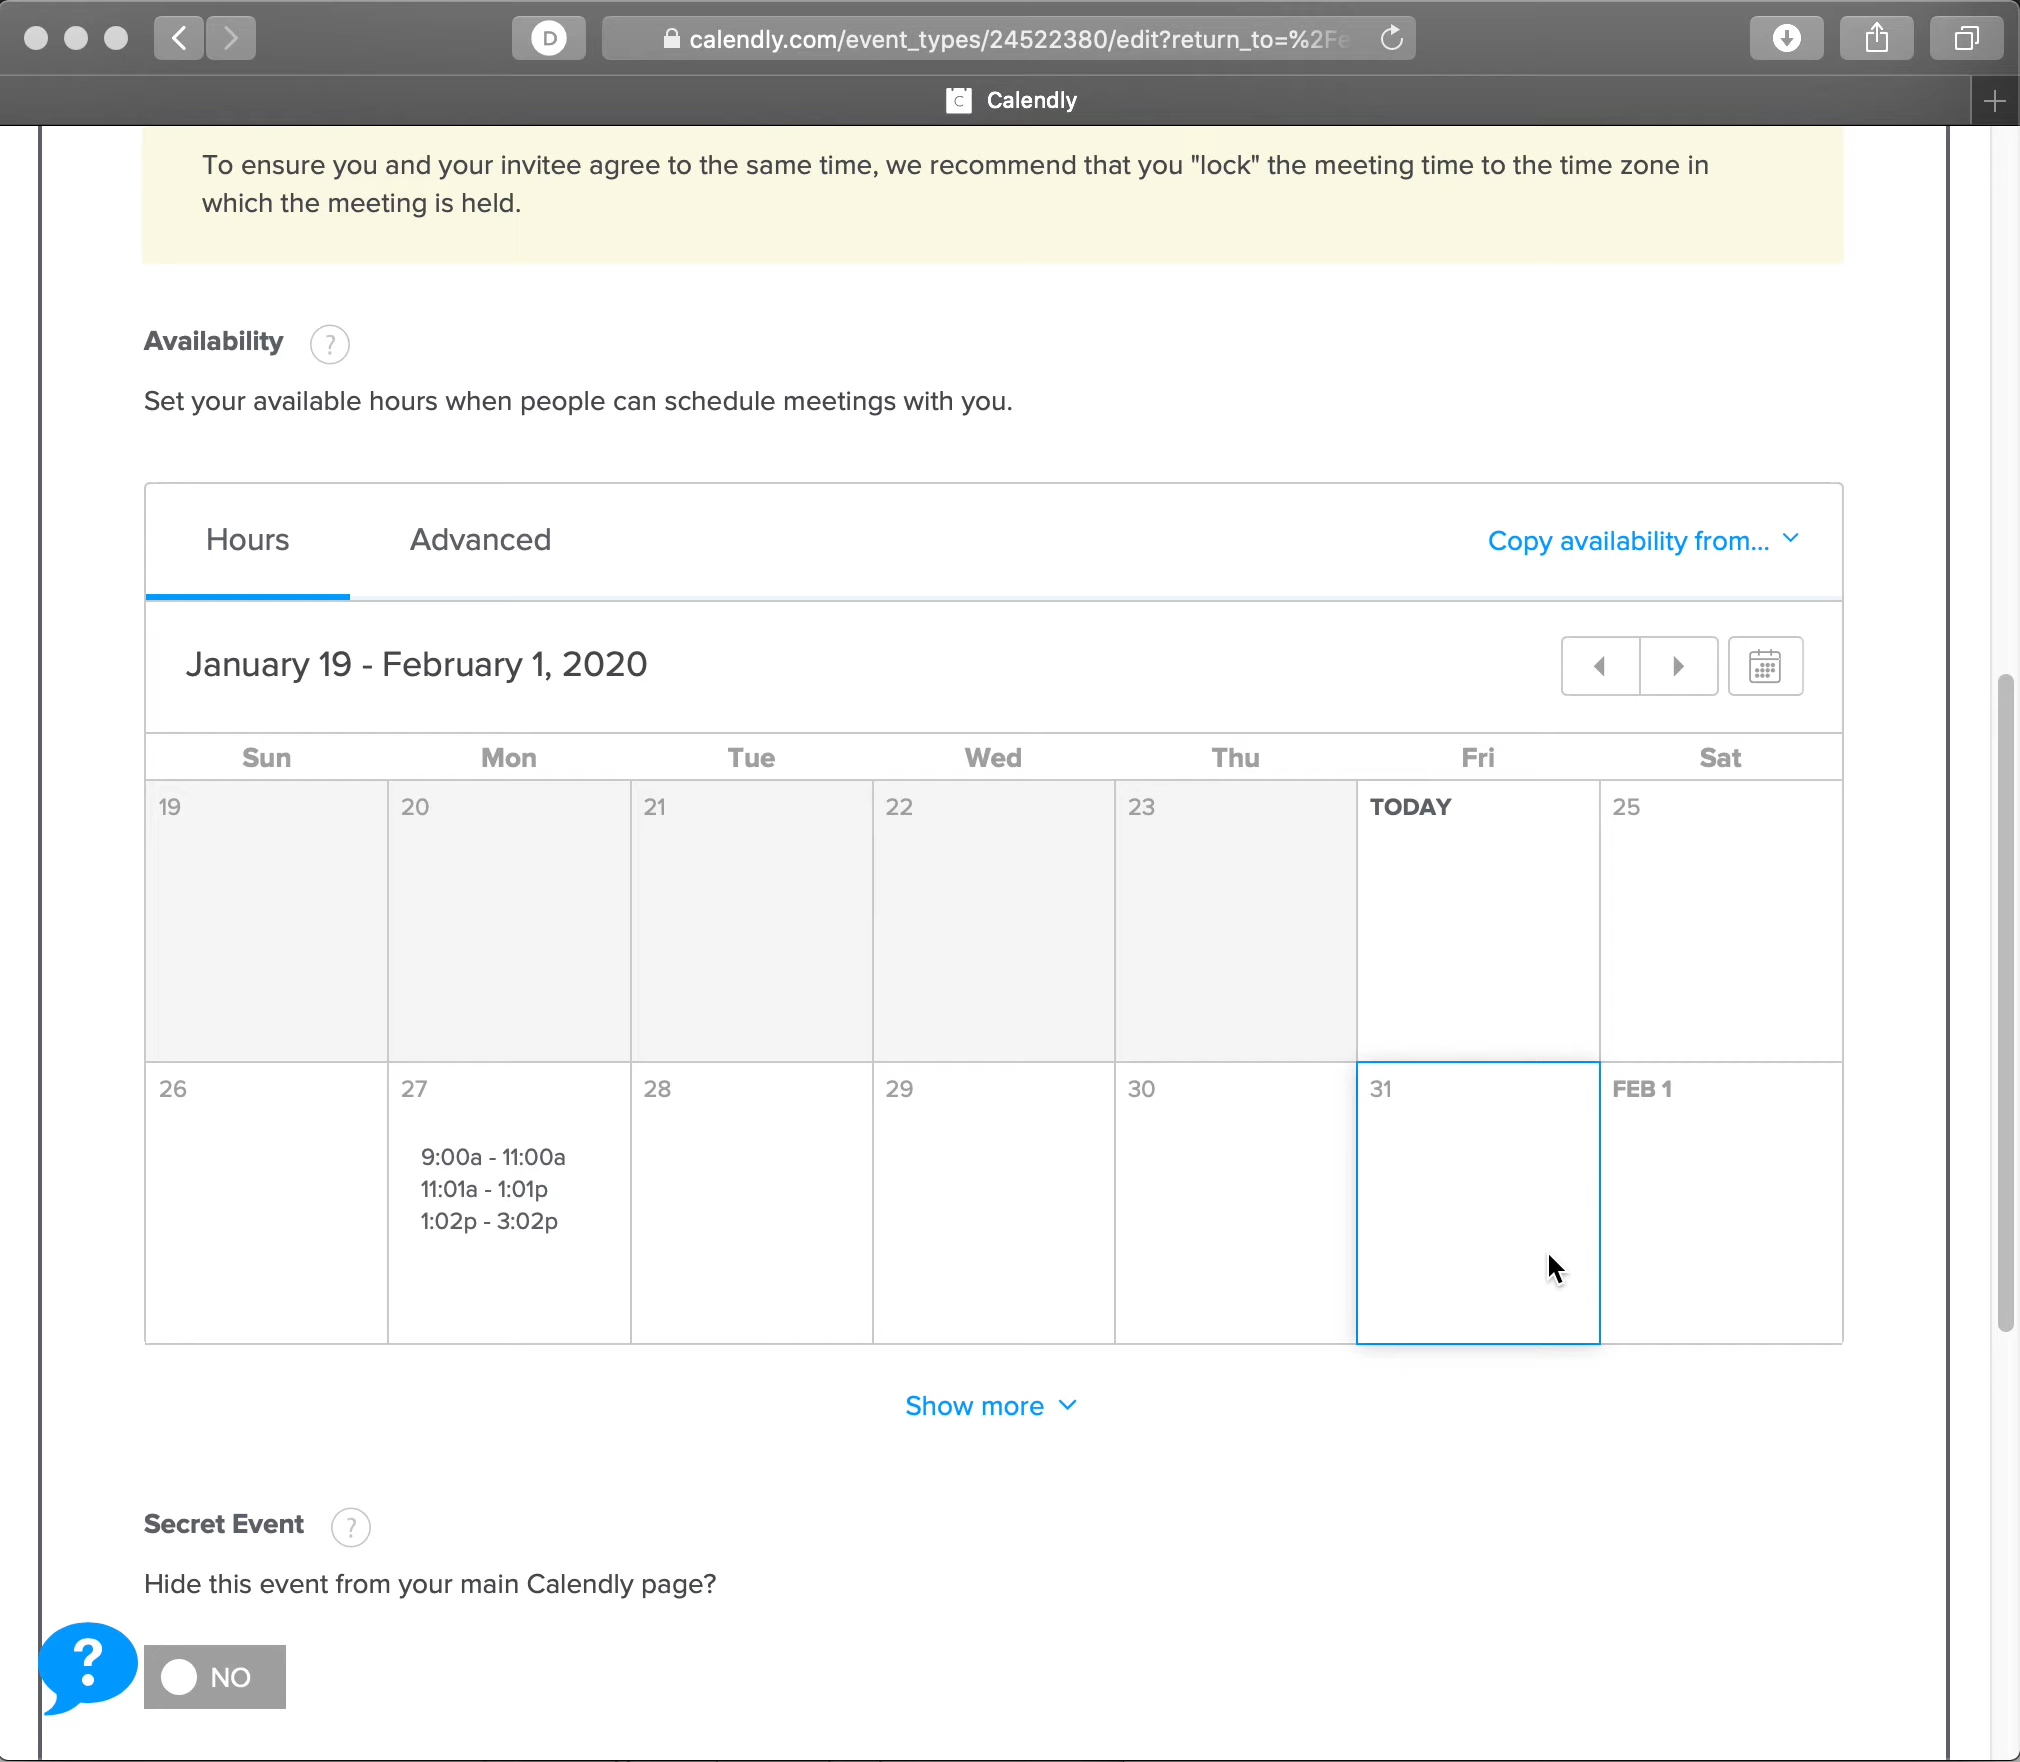 D
calendly.com/event_types/24522380/edit?return_to=%2Fe
C
Calendly
To ensure you and your invitee agree to the same time, we recommend that you "lock" the meeting time to the time zone in
which the meeting is held.
Availability ?
Set your available hours when people can schedule meetings with you.
Hours Advanced Copy availability from...
January 19 - February 1, 2020
Sun Mon Tue Wed Thu Fri Sat
19 20 21 22 23 TODAY 25
26 27 28 29 30 31 FEB 1
9:00a - 11:00a
11:01a - 1:01p
1:02p - 3:02p
Show more
Secret Event ?
Hide this event from your main Calendly page?
?
NO